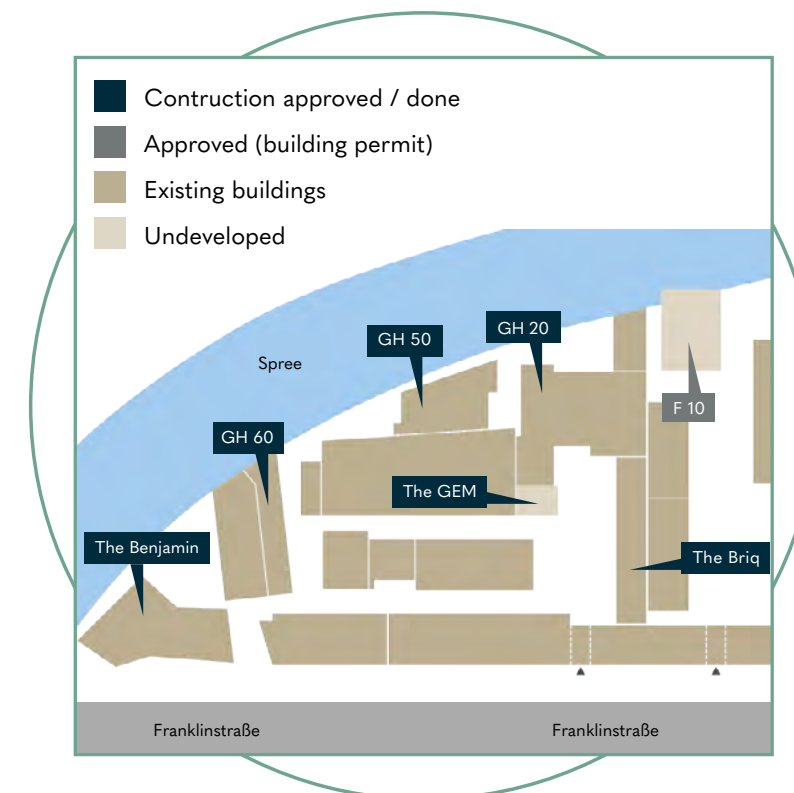 Contruction approved / done
Approved (building permit)
Existing buildings
Undeveloped
GH 20
GH 50
Spree
F 10
GH 60
The GEM
The Benjamin
The Briq
Franklinstraße
Franklinstraße